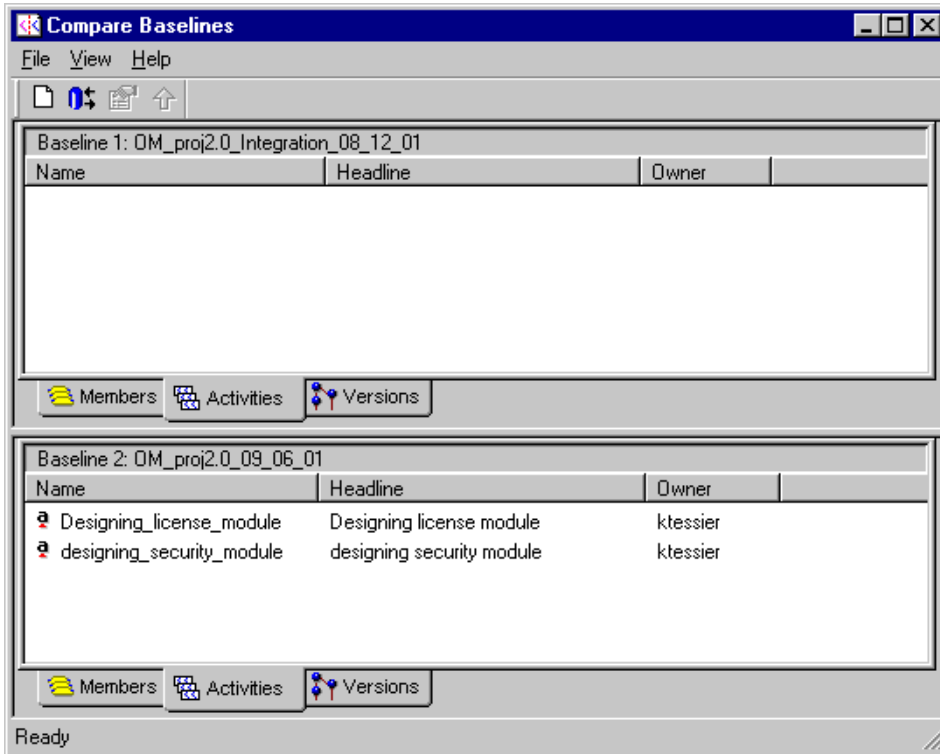 Compare Baselines
File View Help
Baseline 1: OM_proj2.0_Integration_08_12_01
Name Headline Owner
Members Activities Versions
Baseline 2: OM_proj2.0_09_06_01
Name Headline Owner
Designing_license_module Designing license module ktessier
designing_security_module designing security module ktessier
Members Activities Versions
Ready